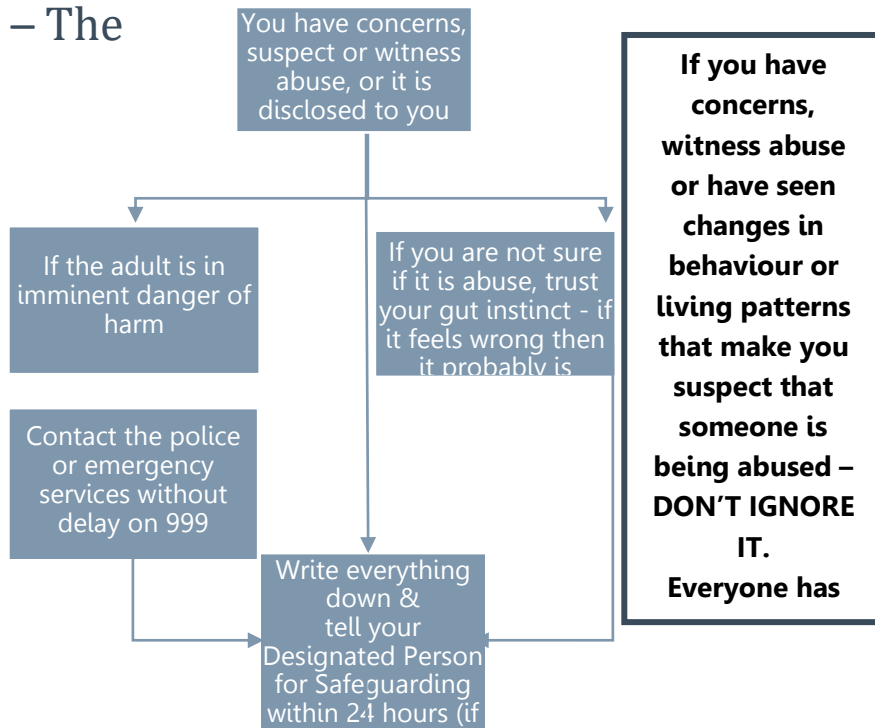 – The
You have concerns,
suspect or witness
abuse, or it is
disclosed to you
If the adult is in
imminent danger of
harm
If you are not sure
if it is abuse, trust
your gut instinct - if
it feels wrong then
it probably is
Contact the police
or emergency
services without
delay on 999
Write everything
down &
tell your
Designated Person
for Safeguarding
within 24 hours (if
If you have
concerns,
witness abuse
or have seen
changes in
behaviour or
living patterns
that make you
suspect that
someone is
being abused –
DON’T IGNORE
IT.
Everyone has